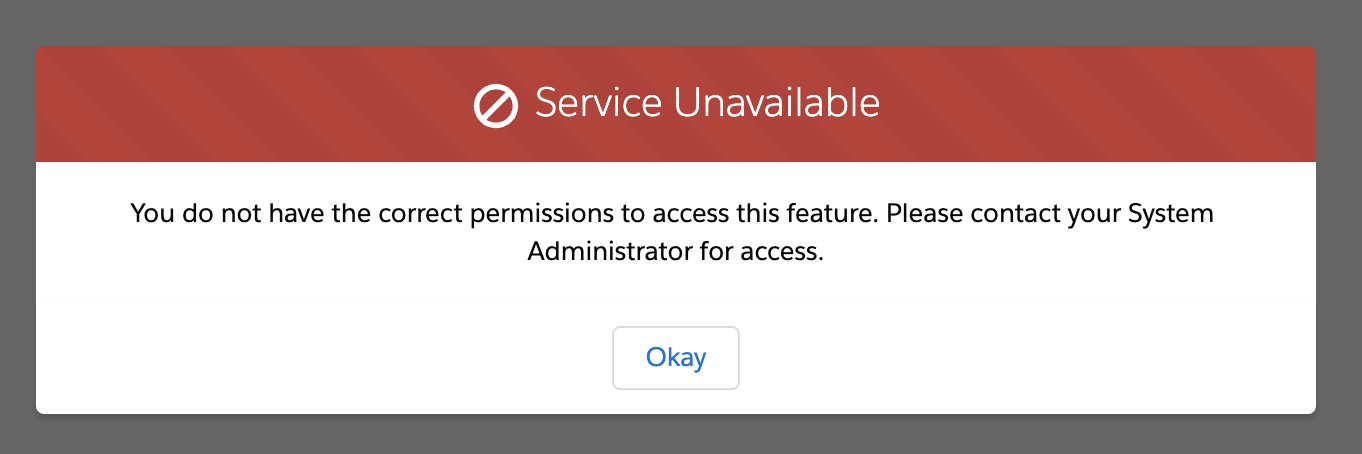 Service Unavailable
You do not have the correct permissions to access this feature. Please contact your System
Administrator for access.
Okay